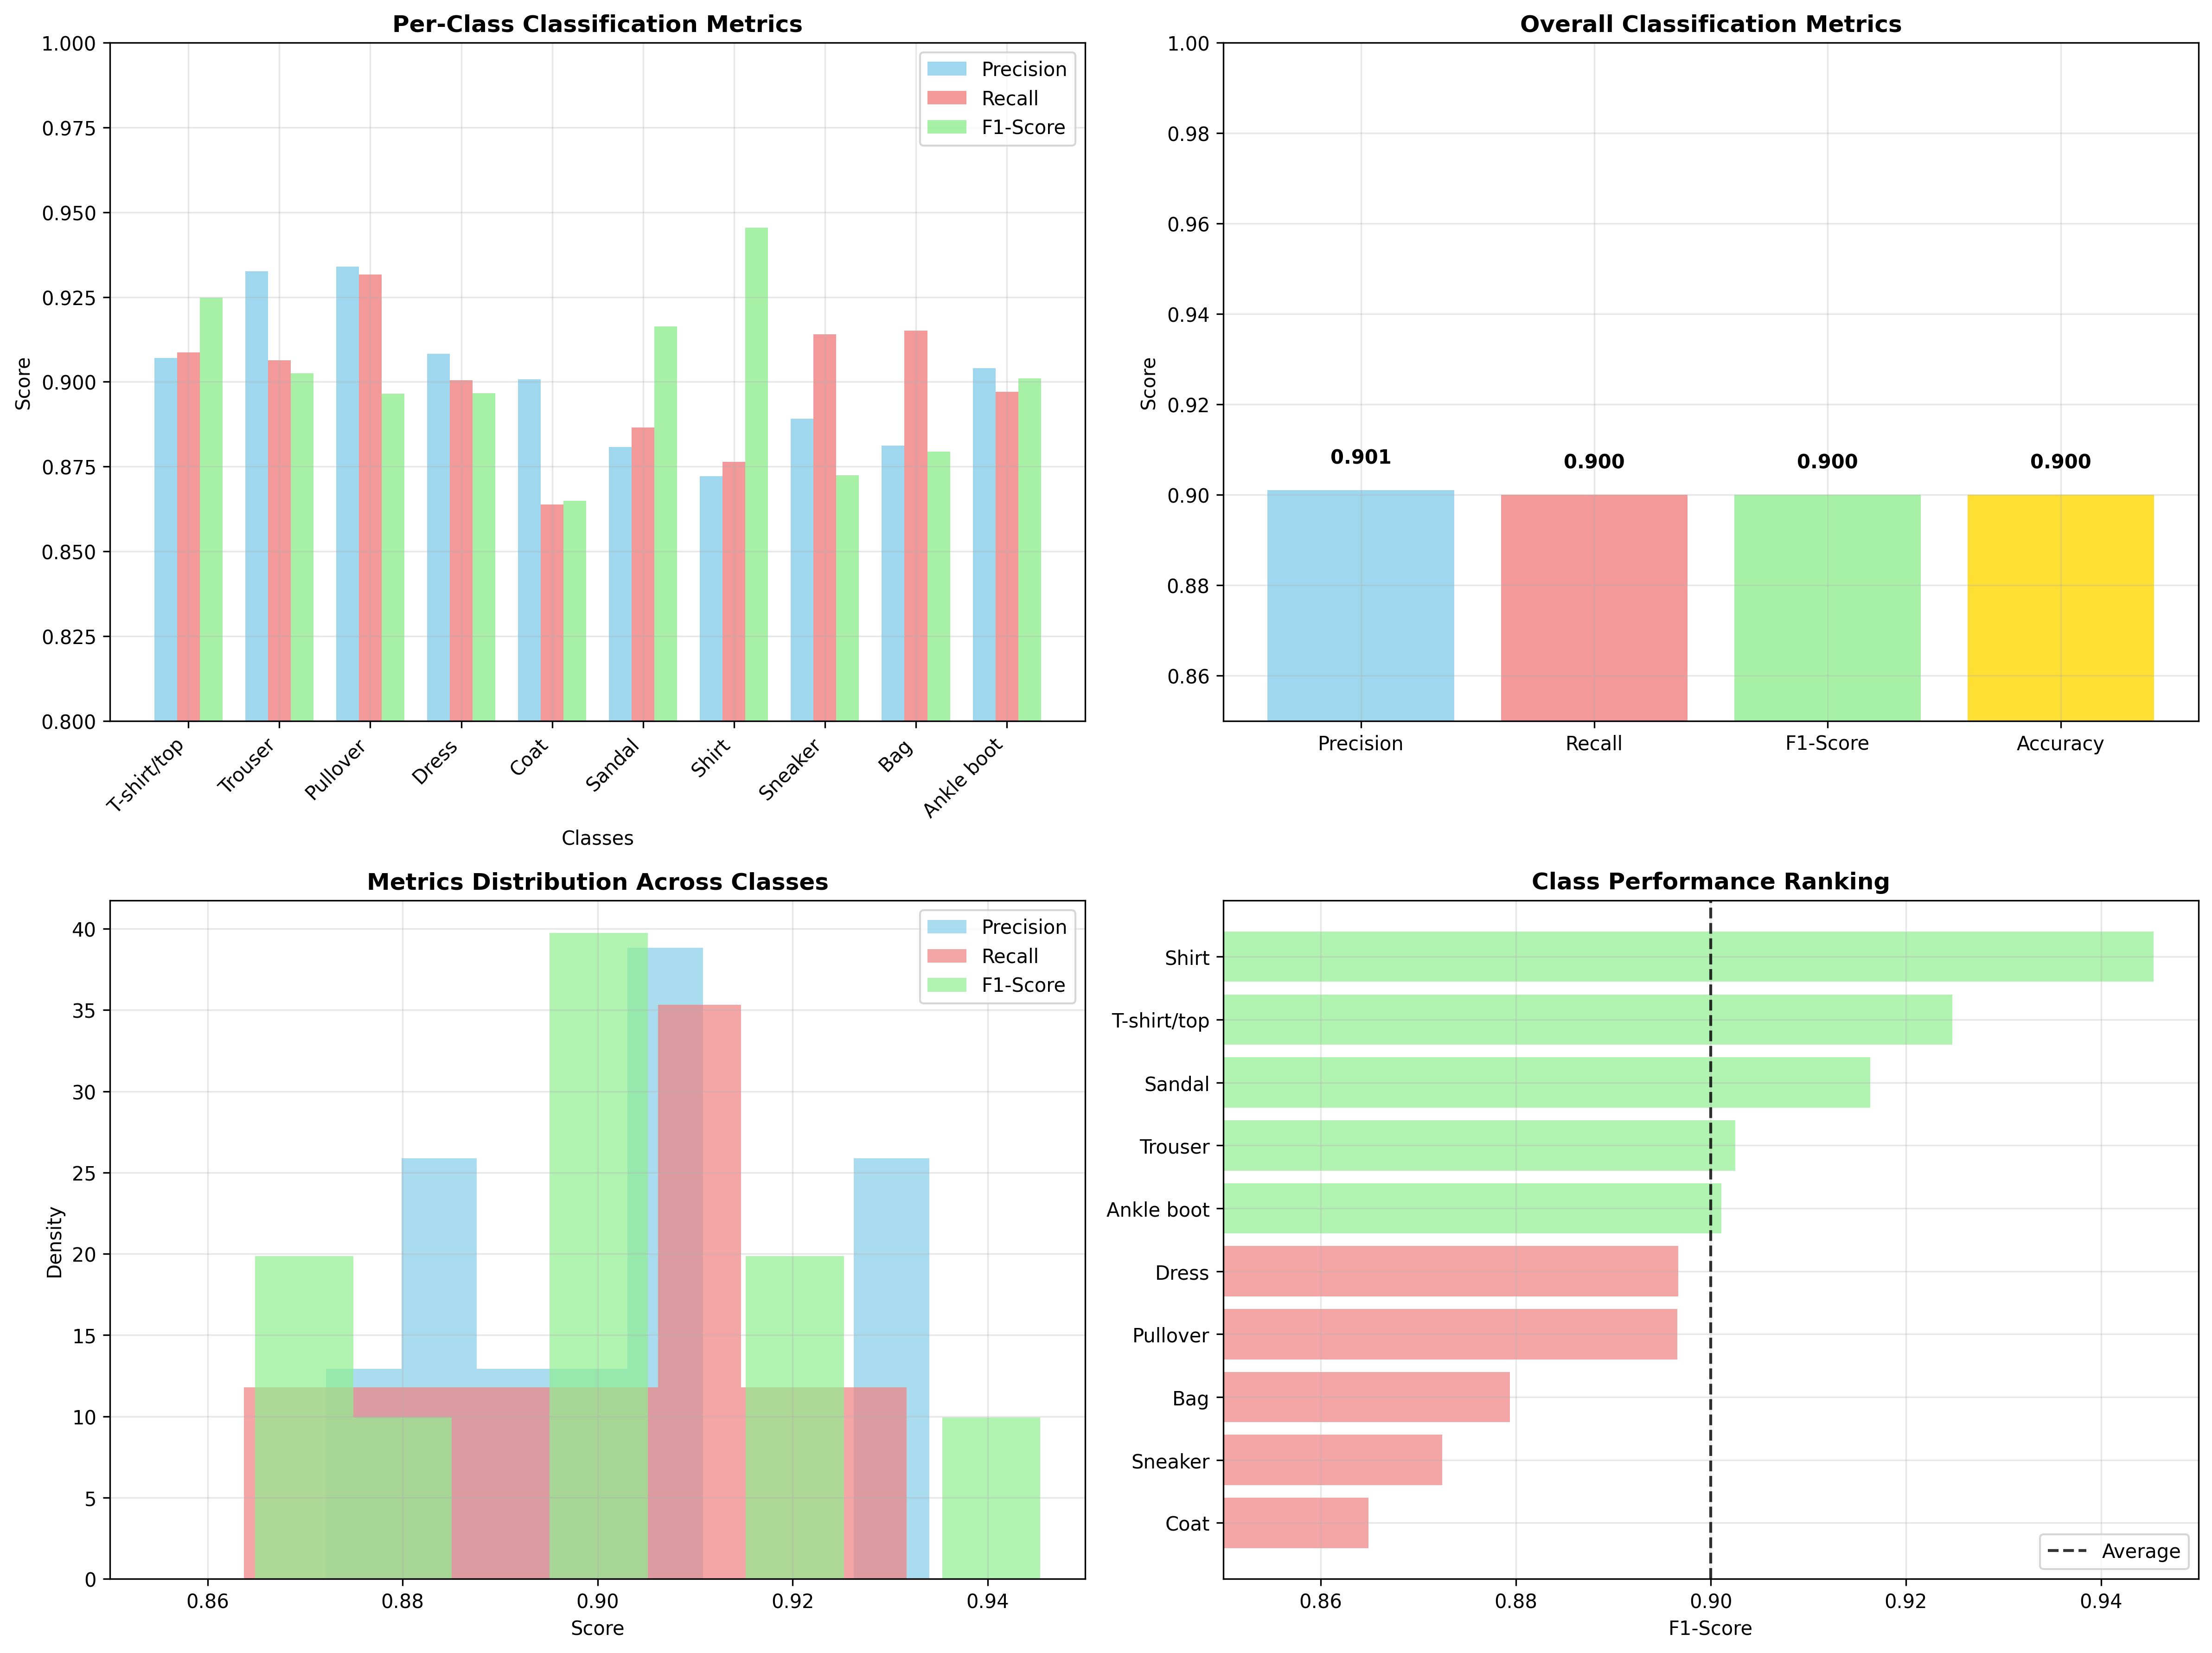 Per-Class Classification Metrics
1.000
0.975
0.950
0.925
0.900
0.875
0.850
0.825
0.800
Score
Precision
Recall
F1-Score
T-shirt/top
Trouser
Pullover
Dress
Coat
Sandal
Shirt
Sneaker
Bag
Ankle boot
Classes
Overall Classification Metrics
1.00
0.98
0.96
0.94
0.92
0.90
0.88
0.86
Score
0.901
0.900
0.900
0.900
Precision
Recall
F1-Score
Accuracy
Metrics Distribution Across Classes
40
35
30
25
20
15
10
5
0
Density
Precision
Recall
F1-Score
0.86
0.88
0.90
0.92
0.94
Score
Class Performance Ranking
Shirt
T-shirt/top
Sandal
Trouser
Ankle boot
Dress
Pullover
Bag
Sneaker
Coat
Average
0.86
0.88
0.90
0.92
0.94
F1-Score